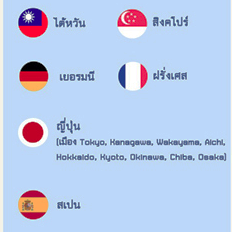 ไต้หวัน
สิงคโปร์
เยอรมนี
ฝรั่งเศส
ญี่ปุ่น
(เมือง Tokyo, Kanagawa, Wakayama, Aichi,
Hokkaido, Kyoto, Okinawa, Chiba, Osaka)
สเปน